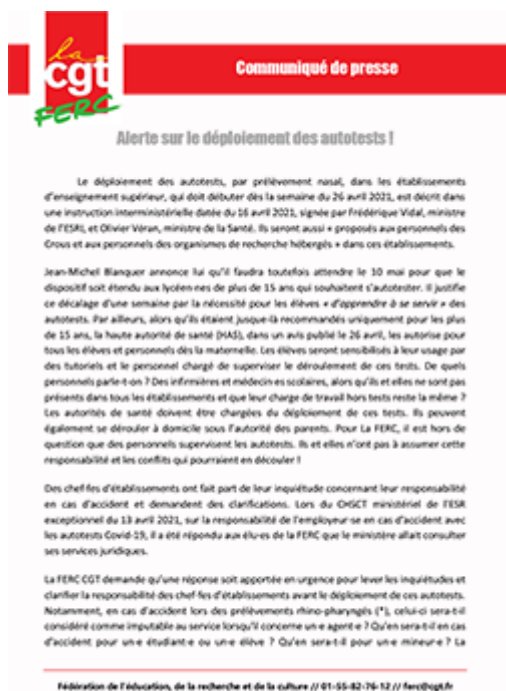 la
cgt
FERC
Communiqué de presse
Alerte sur le déploiement des autotests !
Le déploiement des autotests, par prélèvement nasal, dans les établissements
d'enseignement supérieur, qui doit débuter dès la semaine du 26 avril 2021, est décrit dans
une instruction interministérielle datée du 16 avril 2021, signée par Frédérique Vidal, ministre
de l'ESRI, et Olivier Véran, ministre de la Santé. Ils seront aussi « proposés aux personnels des
Crous et aux personnels des organismes de recherche hébergés » dans ces établissements.
Jean-Michel Blanquer annonce lui qu'il faudra toutefois attendre le 10 mai pour que le
dispositif soit étendu aux lycéen·nes de plus de 15 ans qui souhaitent s'autotester. Il justifie
ce décalage d'une semaine par la nécessité pour les élèves « d'apprendre à se servir » des
autotests. Par ailleurs, alors qu'ils étaient jusque-là recommandés uniquement pour les plus
de 15 ans, la haute autorité de santé (HAS), dans un avis publié le 26 avril, les autorise pour
tous les élèves et personnels dès la maternelle. Les élèves seront sensibilisés à leur usage par
des tutoriels et le personnel chargé de superviser le déroulement de ces tests. De quels
personnels parle-t-on ? Des infirmières et médecin·es scolaires, alors qu'ils et elles ne sont pas
présents dans tous les établissements et que leur charge de travail hors tests reste la même ?
Les autorités de santé doivent être chargées du déploiement de ces tests. Ils peuvent
également se dérouler à domicile sous l'autorité des parents. Pour La FERC, il est hors de
question que des personnels supervisent les autotests. Ils et elles n'ont pas à assumer cette
responsabilité et les conflits qui pourraient en découler !
Des chef·fes d'établissements ont fait part de leur inquiétude concernant leur responsabilité
en cas d'accident et demandent des clarifications. Lors du CHSCT ministériel de l'ESR
exceptionnel du 13 avril 2021, sur la responsabilité de l'employeur·se en cas d'accident avec
les autotests Covid-19, il a été répondu aux élu·es de la FERC que le ministère allait consulter
ses services juridiques.
La FERC CGT demande qu'une réponse soit apportée en urgence pour lever les inquiétudes et
clarifier la responsabilité des chef·fes d'établissements avant le déploiement de ces autotests.
Notamment, en cas d'accident lors des prélèvements rhino-pharyngés (*), celui-ci sera-t-il
considéré comme imputable au service lorsqu'il concerne un·e agent·e ? Qu'en sera-t-il en cas
d'accident pour un·e étudiant·e ou un·e élève ? Qu'en sera-t-il pour un·e mineur·e ? La
Fédération de l'éducation, de la recherche et de la culture // 01-55-82-76-12 // ferc@cgt.fr